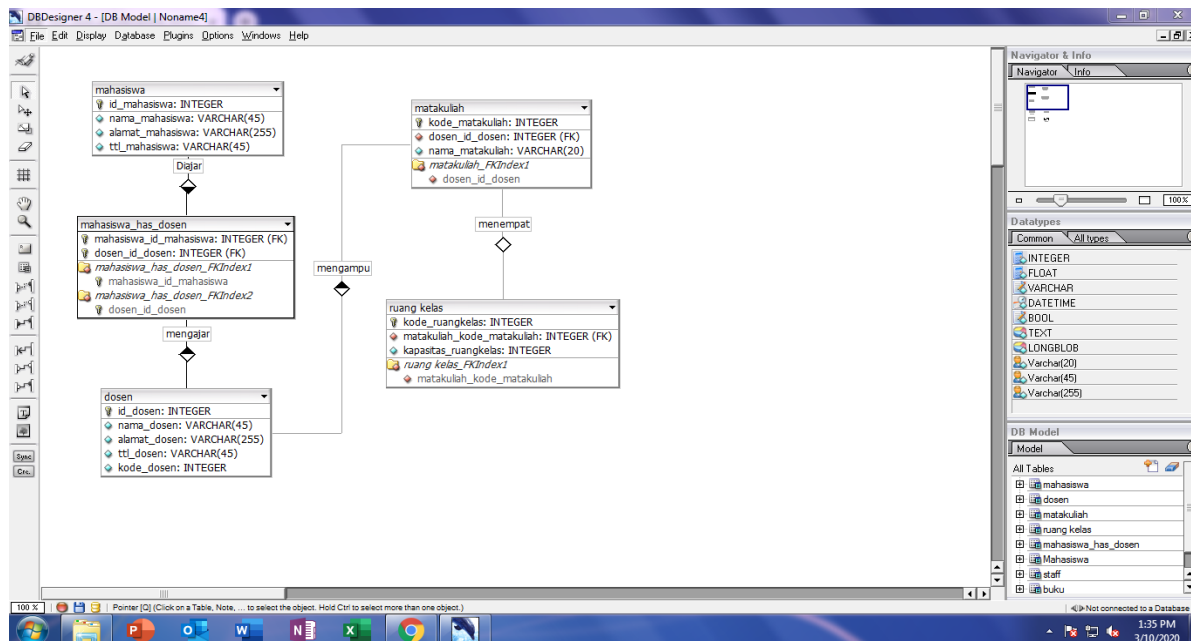 DBDesigner 4 - [DB Model | Noname4]
File Edit Display Database Plugins Options Windows Help
mahasiswa
id_mahasiswa: INTEGER
nama_mahasiswa: VARCHAR(45)
alamat_mahasiswa: VARCHAR(255)
ttl_mahasiswa: VARCHAR(45)
Diajar
mahasiswa_has_dosen
mahasiswa_id_mahasiswa: INTEGER (FK)
dosen_id_dosen: INTEGER (FK)
mahasiswa_has_dosen_FKIndex1
mahasiswa_id_mahasiswa
mahasiswa_has_dosen_FKIndex2
dosen_id_dosen
mengajar
dosen
id_dosen: INTEGER
nama_dosen: VARCHAR(45)
alamat_dosen: VARCHAR(255)
ttl_dosen: VARCHAR(45)
kode_dosen: INTEGER
mengampu
matakuliah
kode_matakuliah: INTEGER
dosen_id_dosen: INTEGER (FK)
nama_matakuliah: VARCHAR(20)
matakuliah_FKIndex1
dosen_id_dosen
menempat
ruang kelas
kode_ruangkelas: INTEGER
matakuliah_kode_matakuliah: INTEGER (FK)
kapasitas_ruangkelas: INTEGER
ruang kelas_FKIndex1
matakuliah_kode_matakuliah
Navigator & Info
Navigator Info
100%
Datatypes
Common All types
INTEGER
FLOAT
VARCHAR
DATETIME
BOOL
TEXT
LONGBLOB
Varchar(20)
Varchar(45)
Varchar(255)
DB Model
Model
All Tables
mahasiswa
dosen
matakuliah
ruang kelas
mahasiswa_has_dosen
Mahasiswa
staff
buku
Sync
100 % Pointer [Q] (Click on a Table, Note, ... to select the object. Hold Ctrl to select more than one object.) Not connected to a Database
1:35 PM
3/10/2020